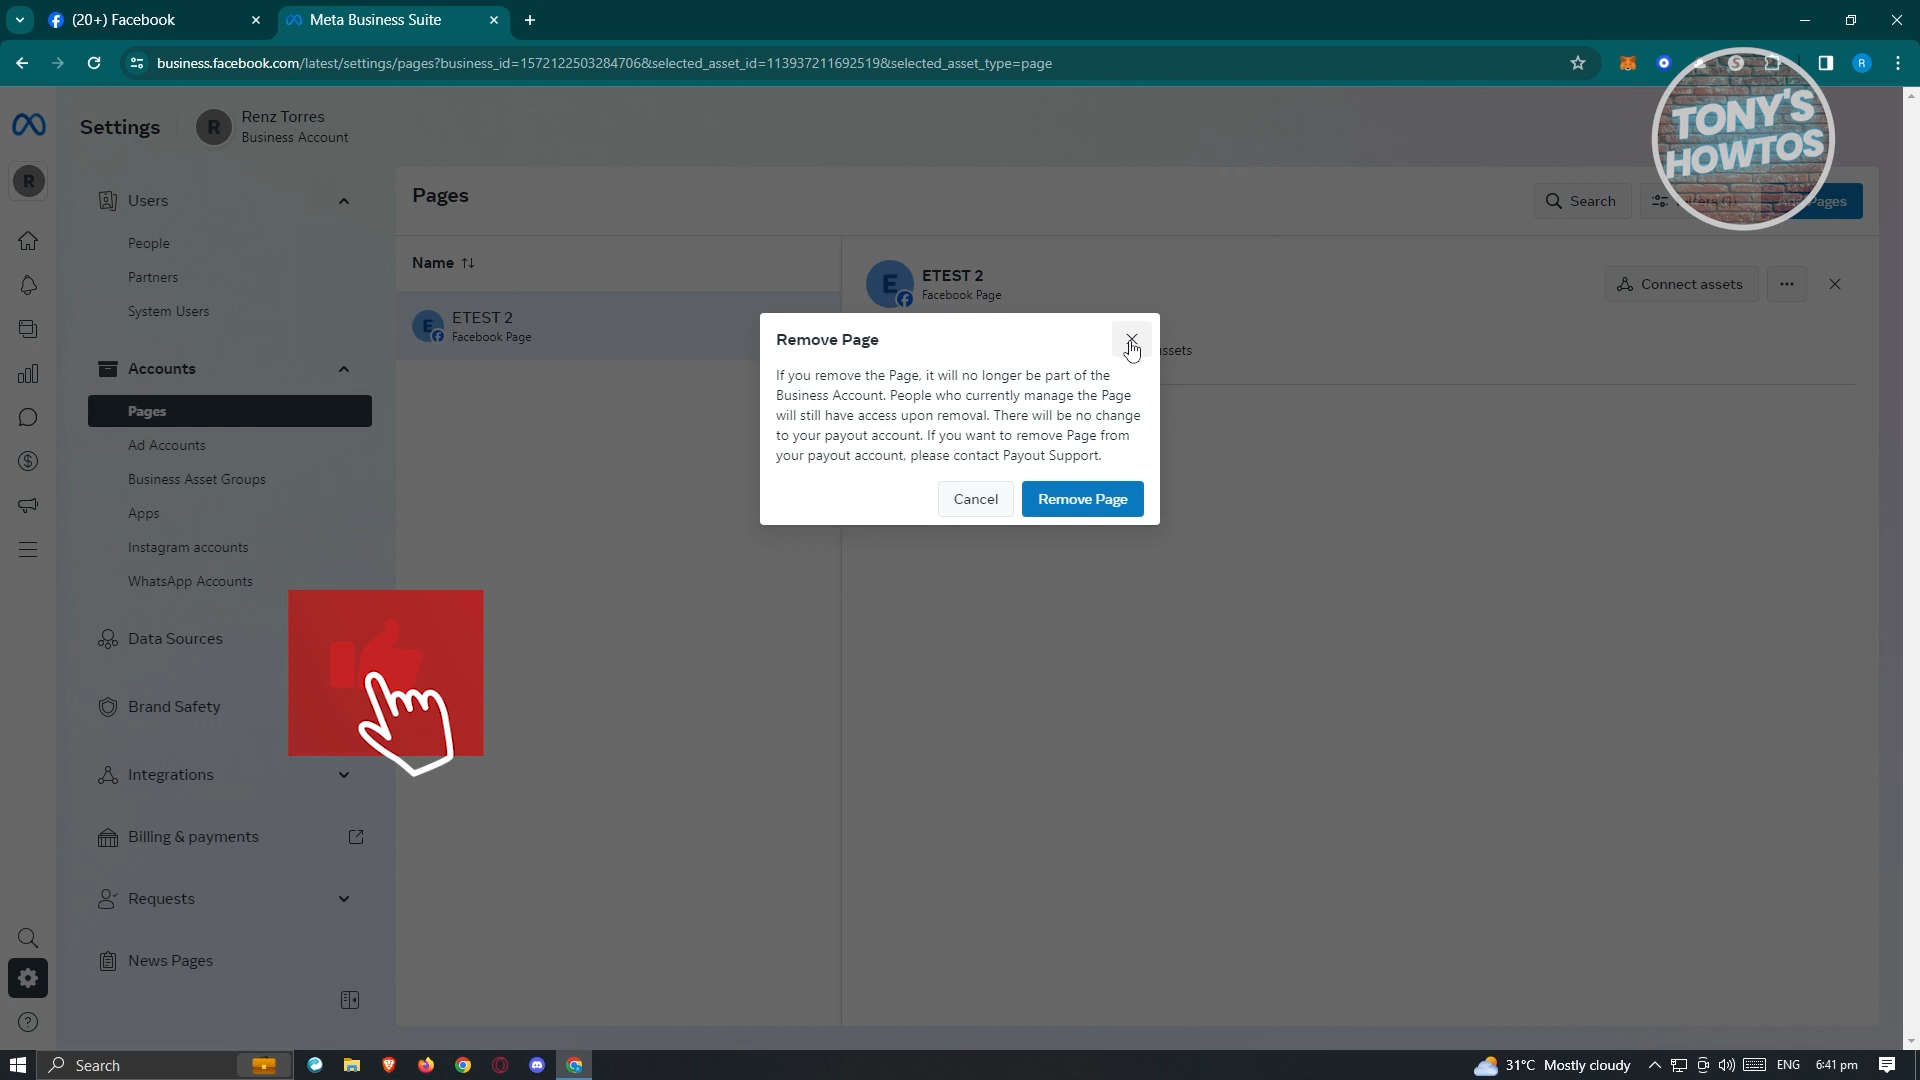 (20+) Facebook
Meta Business Suite
business.facebook.com/latest/settings/pages?business_id=1572122503284706&selected_asset_id=113937211692519&selected_asset_type=page
R
TONY'S
HOWTOS
Settings
R
Renz Torres
Business Account
R
Users
People
Partners
System Users
Accounts
Pages
Ad Accounts
Business Asset Groups
Apps
Instagram accounts
WhatsApp Accounts
Data Sources
Brand Safety
Integrations
Billing & payments
Requests
News Pages
Pages
Search
Pages
Name
E
ETEST 2
Facebook Page
E
ETEST 2
Facebook Page
Connect assets
assets
Remove Page
If you remove the Page, it will no longer be part of the
Business Account. People who currently manage the Page
will still have access upon removal. There will be no change
to your payout account. If you want to remove Page from
your payout account, please contact Payout Support.
Cancel
Remove Page
Search
31°C Mostly cloudy
ENG
6:41 pm